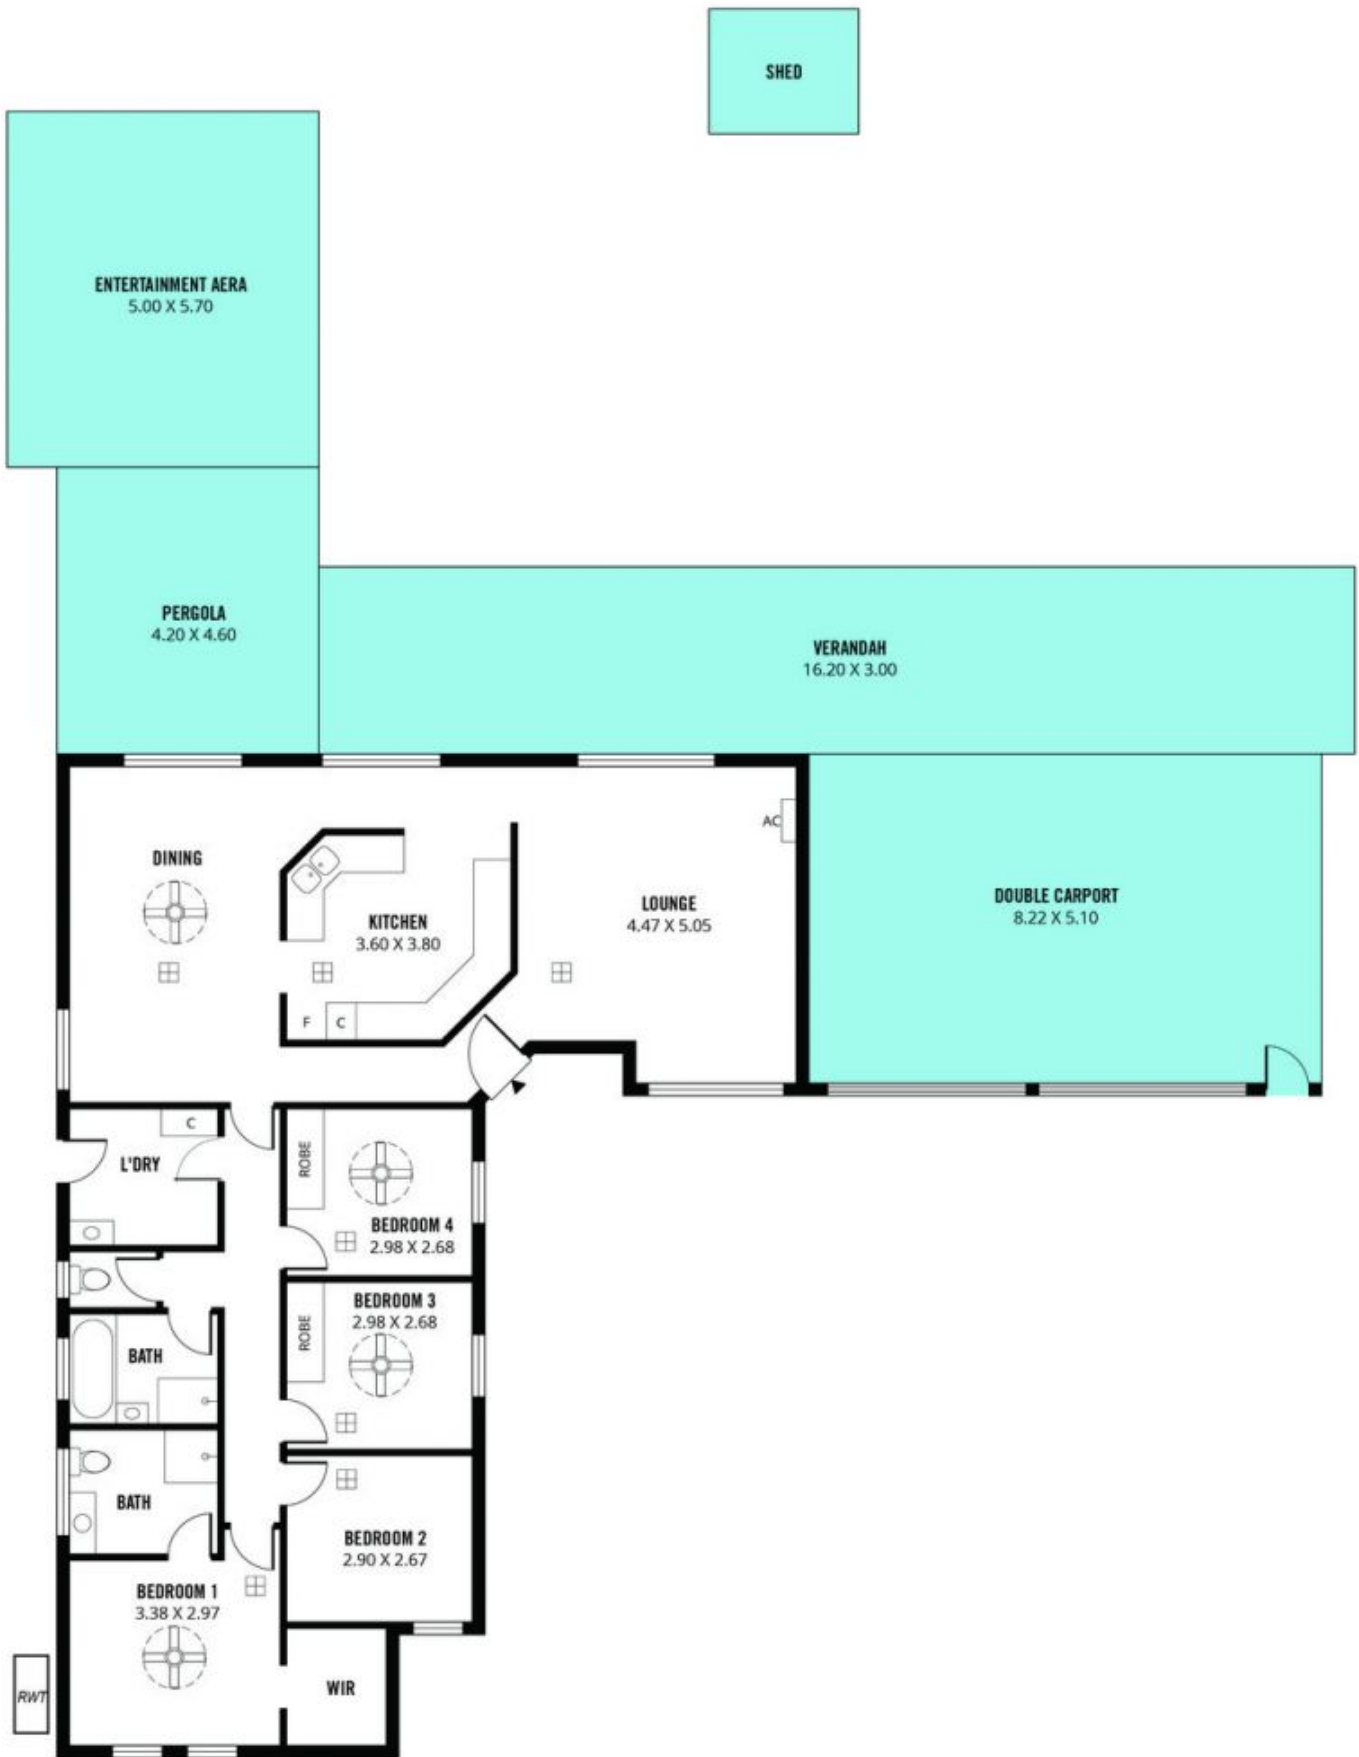 SHED
ENTERTAINMENT AERA
5.00 X 5.70
PERGOLA
4.20 X 4.60
VERANDAH
16.20 X 3.00
AC
DINING
KITCHEN
3.60 X 3.80
LOUNGE
4.47 X 5.05
DOUBLE CARPORT
8.22 X 5.10
F
C
C
L'DRY
ROBE
BEDROOM 4
2.98 X 2.68
ROBE
BEDROOM 3
2.98 X 2.68
BATH
BATH
BEDROOM 2
2.90 X 2.67
BEDROOM 1
3.38 X 2.97
WIR
RWT